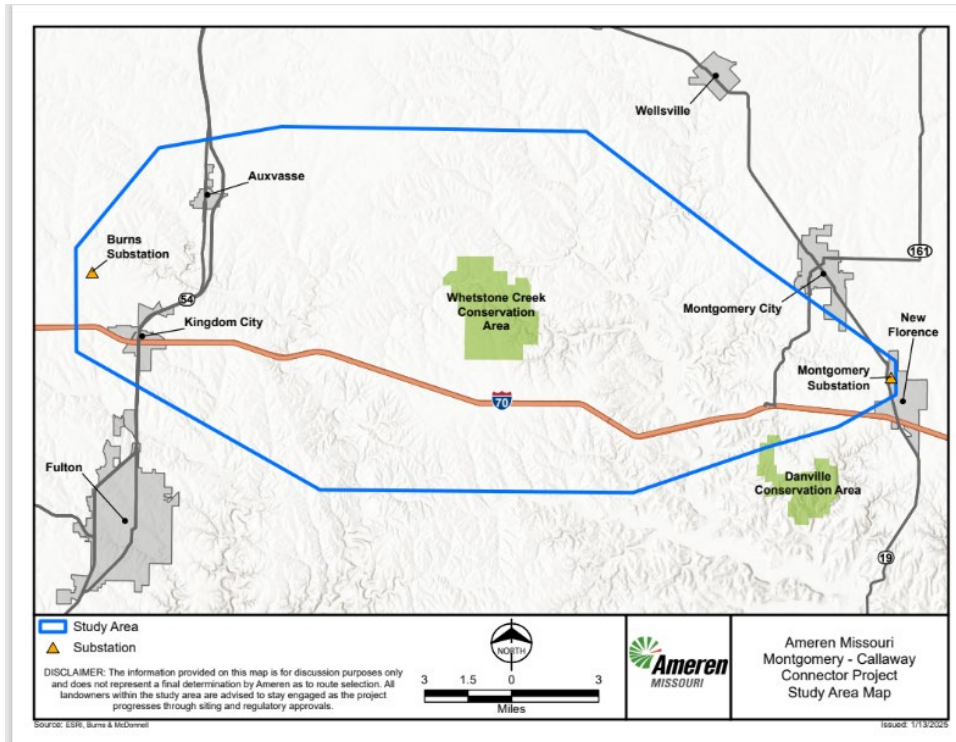 Wellsville
Auxvasse
Burns
Substation
161
Whetstone Creek
Conservation
Area
Montgomery City
54
Kingdom City
New
Florence
Montgomery
Substation
70
Fulton
Danville
Conservation Area
19
Study Area
Substation
DISCLAIMER: The information provided on this map is for discussion purposes only
and does not represent a final determination by Ameren as to route selection. All
landowners within the study area are advised to stay engaged as the project
progresses through siting and regulatory approvals.
NORTH
3 1.5 0 3
Miles
Ameren
MISSOURI
Ameren Missouri
Montgomery - Callaway
Connector Project
Study Area Map
Source: ESRI, Burns & McDonnell
Issued: 1/13/2025